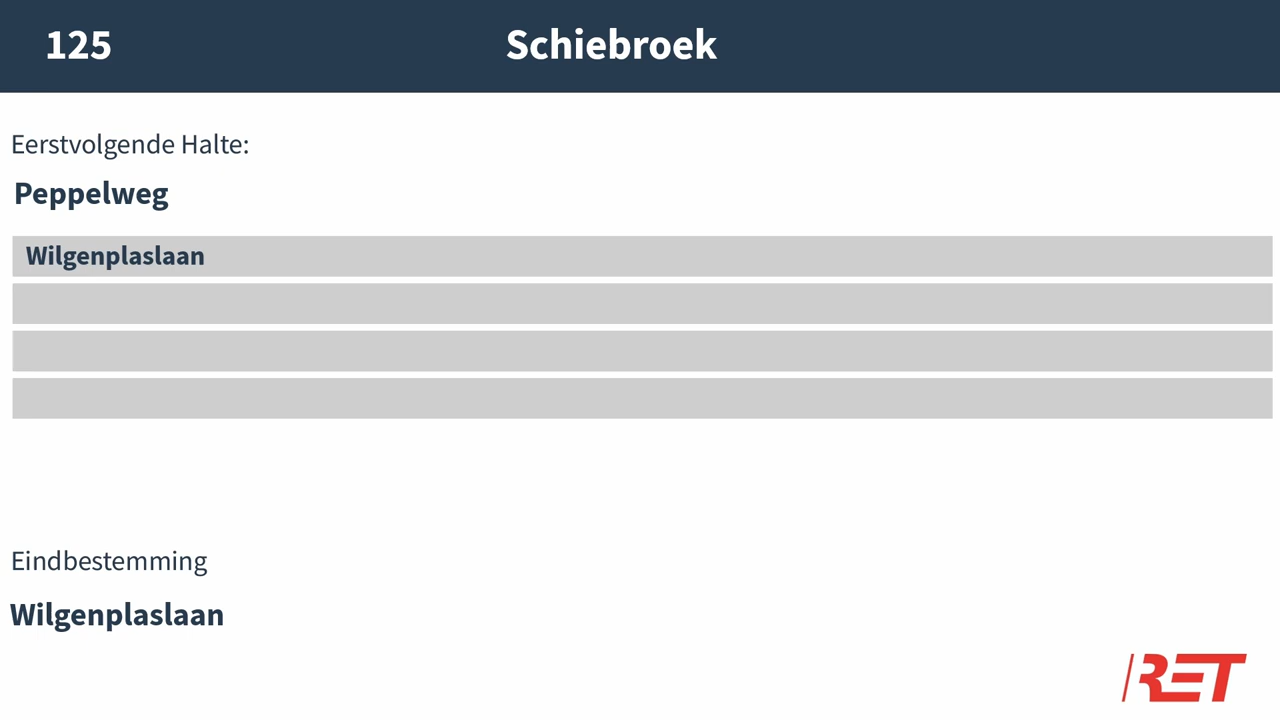 125 Schiebroek
Eerstvolgende Halte:
Peppelweg
Wilgenplaslaan
Eindbestemming
Wilgenplaslaan
RET